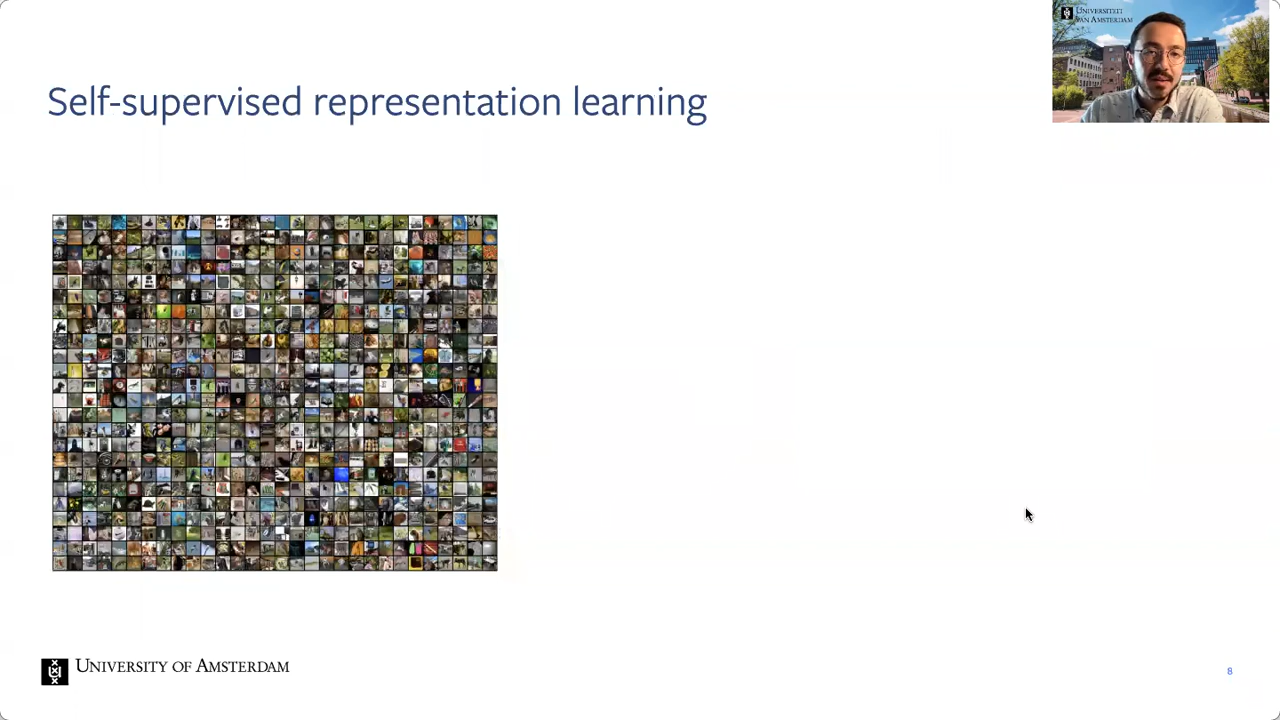 UNIVERSITEIT
VAN AMSTERDAM
Self-supervised representation learning
UNIVERSITY OF AMSTERDAM
8